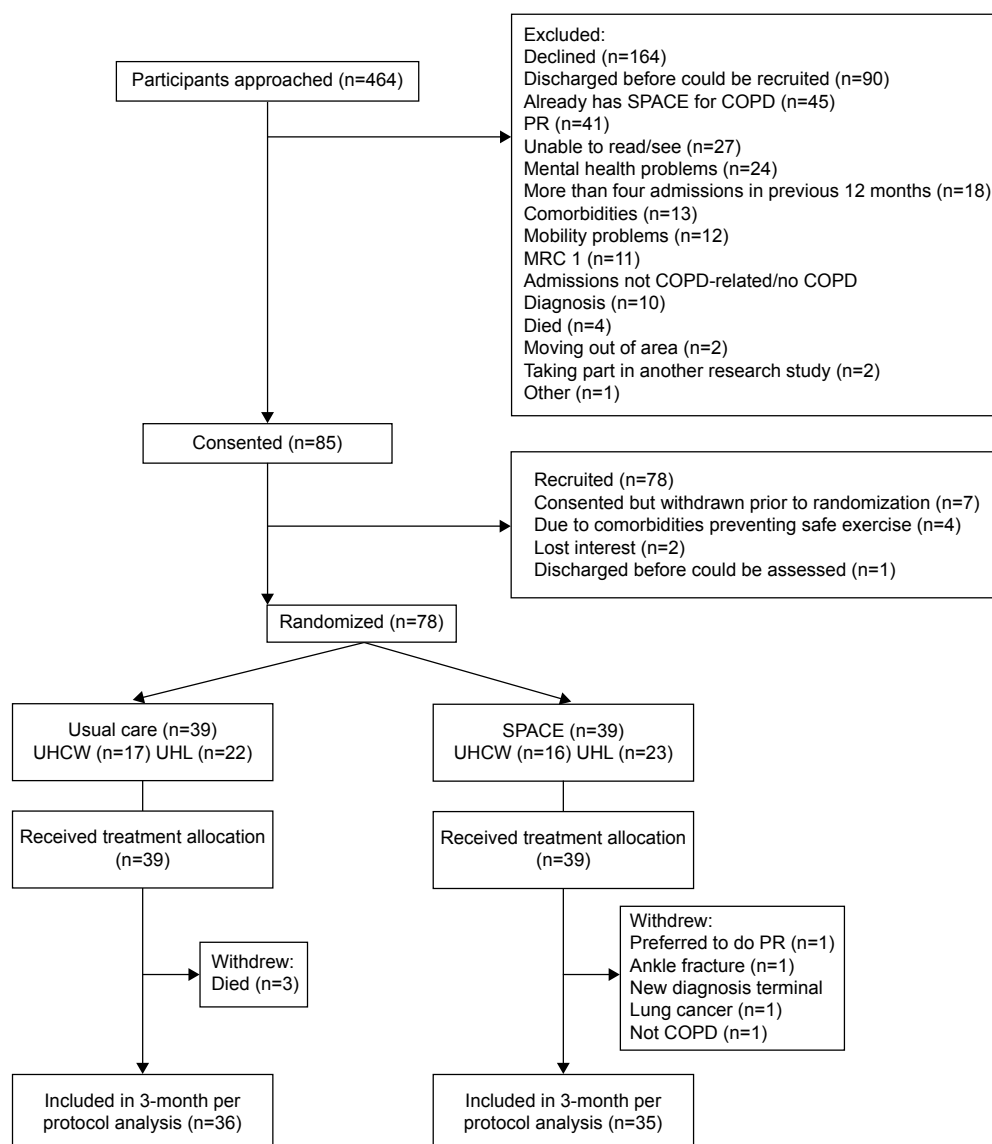 Participants approached (n=464)
Excluded:
Declined (n=164)
Discharged before could be recruited (n=90)
Already has SPACE for COPD (n=45)
PR (n=41)
Unable to read/see (n=27)
Mental health problems (n=24)
More than four admissions in previous 12 months (n=18)
Comorbidities (n=13)
Mobility problems (n=12)
MRC 1 (n=11)
Admissions not COPD-related/no COPD
Diagnosis (n=10)
Died (n=4)
Moving out of area (n=2)
Taking part in another research study (n=2)
Other (n=1)
Consented (n=85)
Recruited (n=78)
Consented but withdrawn prior to randomization (n=7)
Due to comorbidities preventing safe exercise (n=4)
Lost interest (n=2)
Discharged before could be assessed (n=1)
Randomized (n=78)
Usual care (n=39)
UHCW (n=17) UHL (n=22)
SPACE (n=39)
UHCW (n=16) UHL (n=23)
Received treatment allocation
(n=39)
Received treatment allocation
(n=39)
Withdrew:
Died (n=3)
Withdrew:
Preferred to do PR (n=1)
Ankle fracture (n=1)
New diagnosis terminal
Lung cancer (n=1)
Not COPD (n=1)
Included in 3-month per
protocol analysis (n=36)
Included in 3-month per
protocol analysis (n=35)